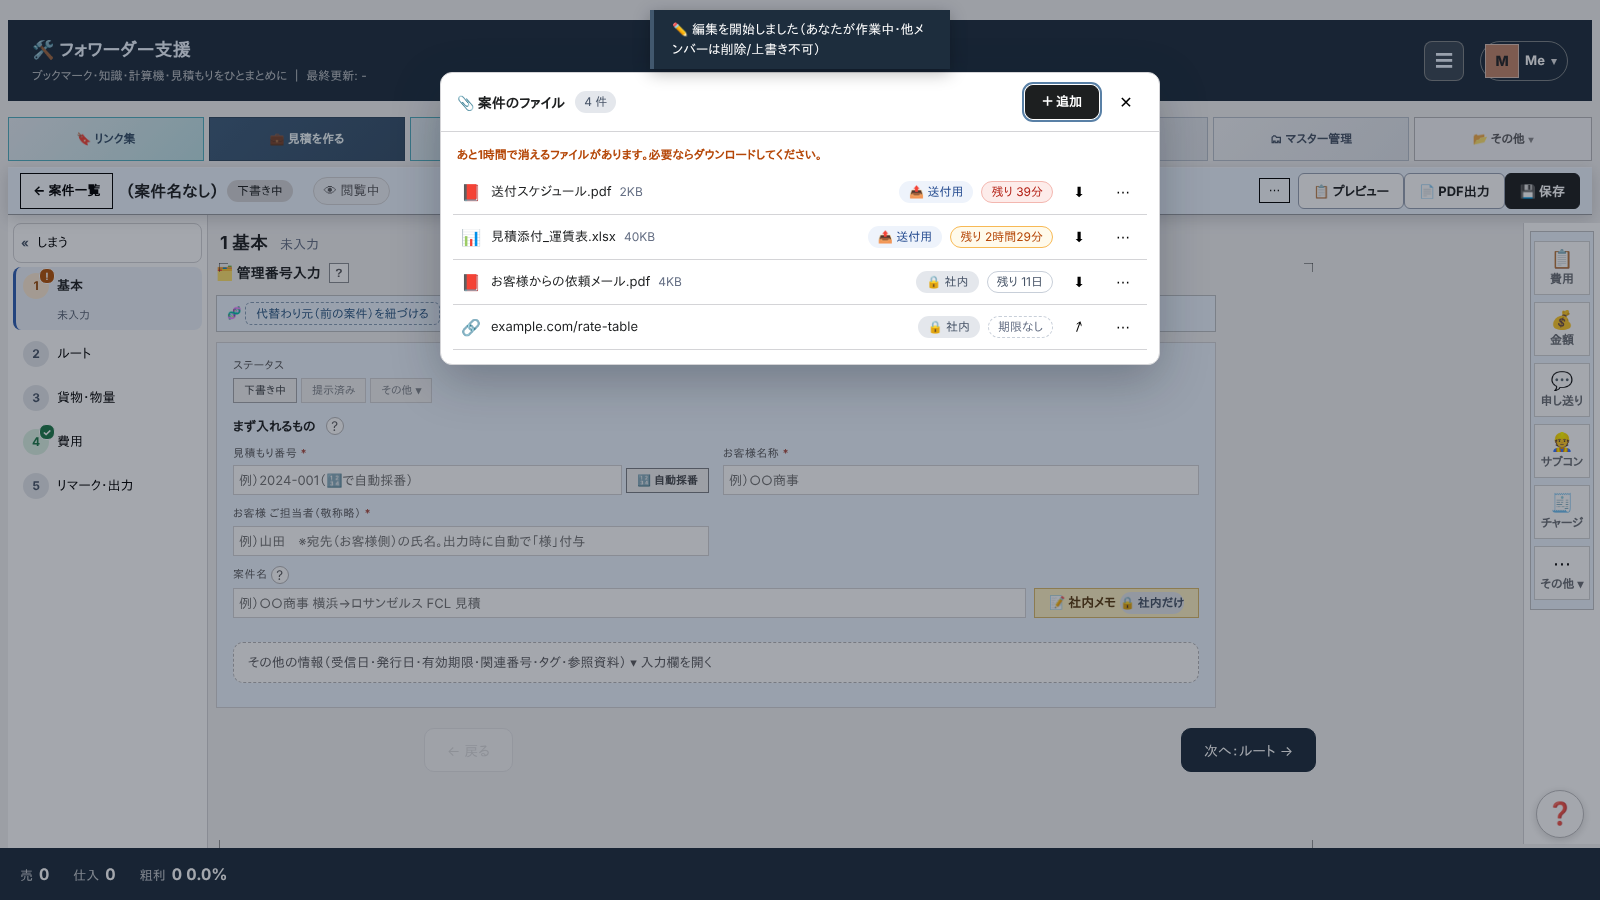 ✏️ 編集を開始しました（あなたが作業中・他メ
ンバーは削除/上書き不可）
🛠️ フォワーダー支援
ブックマーク・知識・計算機・見積もりをひとまとめに ｜ 最終更新: -
☰
M Me ▾
🔖 リンク集
💼 見積を作る
🗂 マスター管理
📂 その他 ▾
📎 案件のファイル 4 件
＋追加
✕
あと1時間で消えるファイルがあります。必要ならダウンロードしてください。
📕 送付スケジュール.pdf 2KB 📤 送付用 残り 39分 ⬇ …
📊 見積添付_運賃表.xlsx 40KB 📤 送付用 残り 2時間29分 ⬇ …
📕 お客様からの依頼メール.pdf 4KB 🔒 社内 残り 11日 ⬇ …
🔗 example.com/rate-table 🔒 社内 期限なし ↗ …
← 案件一覧
（案件名なし） 下書き中
👁 閲覧中
…
📋 プレビュー
📄 PDF出力
💾 保存
« しまう
1 ! 基本
未入力
2 ルート
3 貨物・物量
4 費用
5 リマーク・出力
1 基本 未入力
🗂️ 管理番号入力 ?
🧬 代替わり元（前の案件）を紐づける
ステータス
下書き中 提示済み その他 ▾
まず入れるもの ?
見積もり番号 *
例）2024-001（🔢で自動採番）
🔢 自動採番
お客様名称 *
例）〇〇商事
お客様 ご担当者（敬称略） *
例）山田　※宛先（お客様側）の氏名。出力時に自動で「様」付与
案件名 ?
例）〇〇商事 横浜→ロサンゼルス FCL 見積
📝 社内メモ 🔒 社内だけ
その他の情報（受信日・発行日・有効期限・関連番号・タグ・参照資料） ▾ 入力欄を開く
← 戻る
次へ：ルート →
📋
費用
💰
金額
💬
申し送り
👷
サブコン
🧾
チャージ
…
その他 ▾
❓
売 0 仕入 0 粗利 0 0.0%